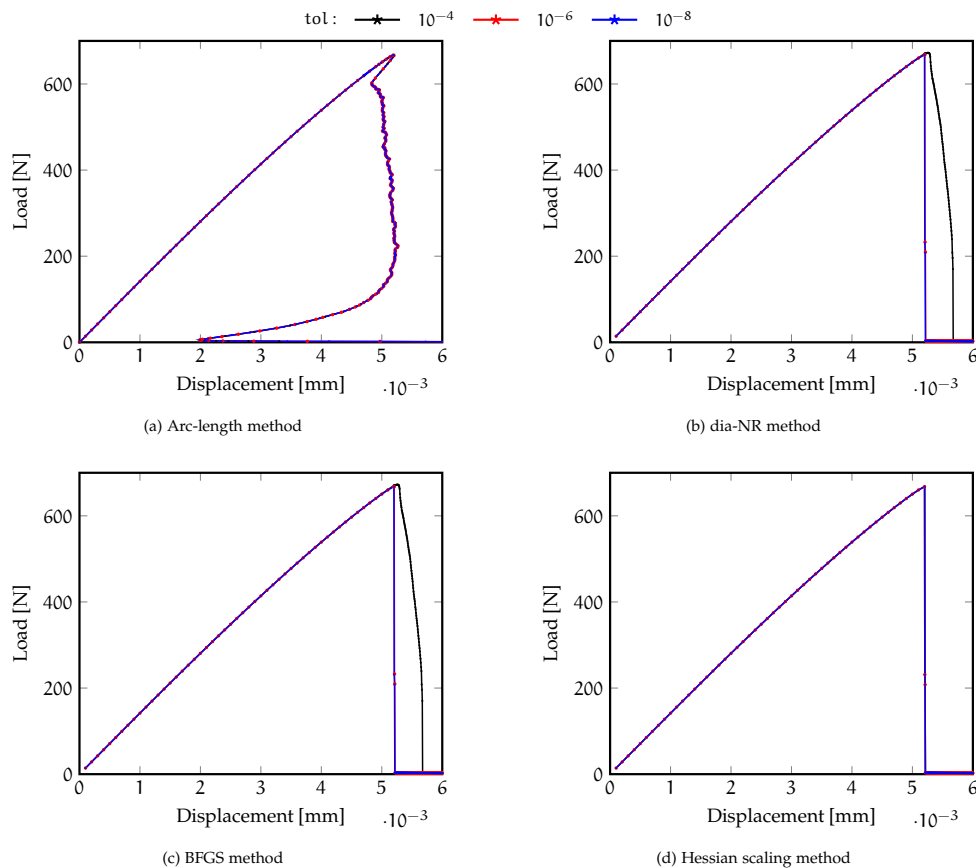 tol: 10⁻⁴ 10⁻⁶ 10⁻⁸
600
400
200
0
Load [N]
0 1 2 3 4 5 6
Displacement [mm] ·10⁻³
(a) Arc-length method
600
400
200
0
Load [N]
0 1 2 3 4 5 6
Displacement [mm] ·10⁻³
(b) dia-NR method
600
400
200
0
Load [N]
0 1 2 3 4 5 6
Displacement [mm] ·10⁻³
(c) BFGS method
600
400
200
0
Load [N]
0 1 2 3 4 5 6
Displacement [mm] ·10⁻³
(d) Hessian scaling method